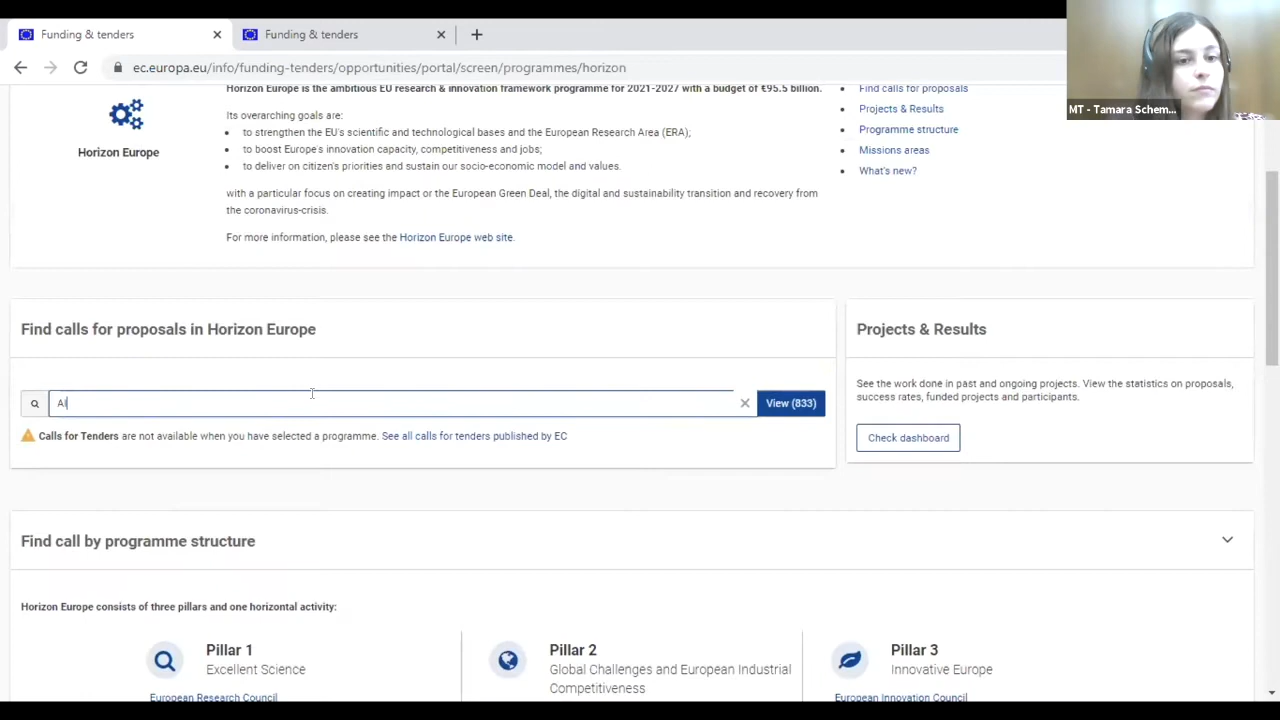 Funding & tenders
Funding & tenders
ec.europa.eu/info/funding-tenders/opportunities/portal/screen/programmes/horizon
MT - Tamara Schem...
Horizon Europe
Horizon Europe is the ambitious EU research & innovation framework programme for 2021-2027 with a budget of €95.5 billion.
Its overarching goals are:
• to strengthen the EU's scientific and technological bases and the European Research Area (ERA);
• to boost Europe's innovation capacity, competitiveness and jobs;
• to deliver on citizen's priorities and sustain our socio-economic model and values.
with a particular focus on creating impact or the European Green Deal, the digital and sustainability transition and recovery from
the coronavirus-crisis.
For more information, please see the Horizon Europe web site.
• Find calls for proposals
• Projects & Results
• Programme structure
• Missions areas
• What's new?
Find calls for proposals in Horizon Europe
AI
View (833)
Calls for Tenders are not available when you have selected a programme. See all calls for tenders published by EC
Projects & Results
See the work done in past and ongoing projects. View the statistics on proposals,
success rates, funded projects and participants.
Check dashboard
Find call by programme structure
Horizon Europe consists of three pillars and one horizontal activity:
Pillar 1
Excellent Science
European Research Council
Pillar 2
Global Challenges and European Industrial
Competitiveness
Pillar 3
Innovative Europe
European Innovation Council